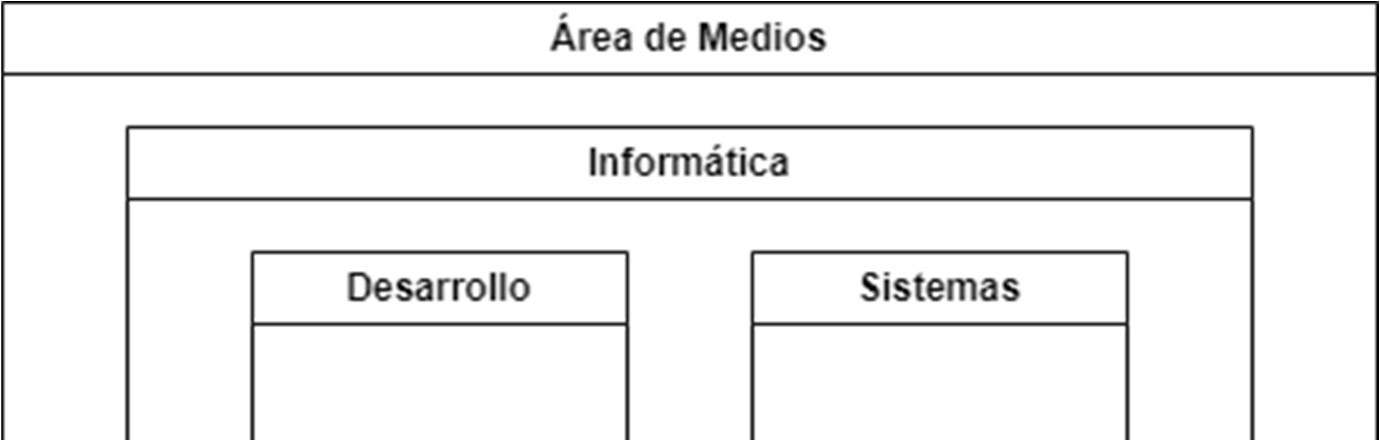 Área de Medios
Informática
Desarrollo
Sistemas